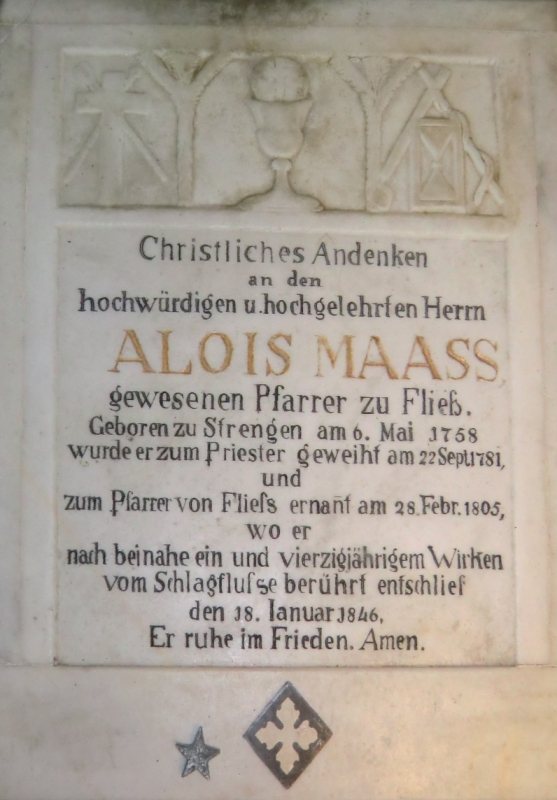 Christliches Andenken
an den
hochwürdigen u. hochgelehrten Herrn
ALOIS MAASS,
gewesenen Pfarrer zu Fließ.
Geboren zu Strengen am 6. Mai 1758
wurde er zum Priester geweiht am 22 Sept. 1781,
und
zum Pfarrer von Fliefs ernant am 28. Febr. 1805,
wo er
nach beinahe ein und vierzigjährigem Wirken
vom Schlagflufse berührt entschlief
den 18. Ianuar 1846.
Er ruhe im Frieden. Amen.